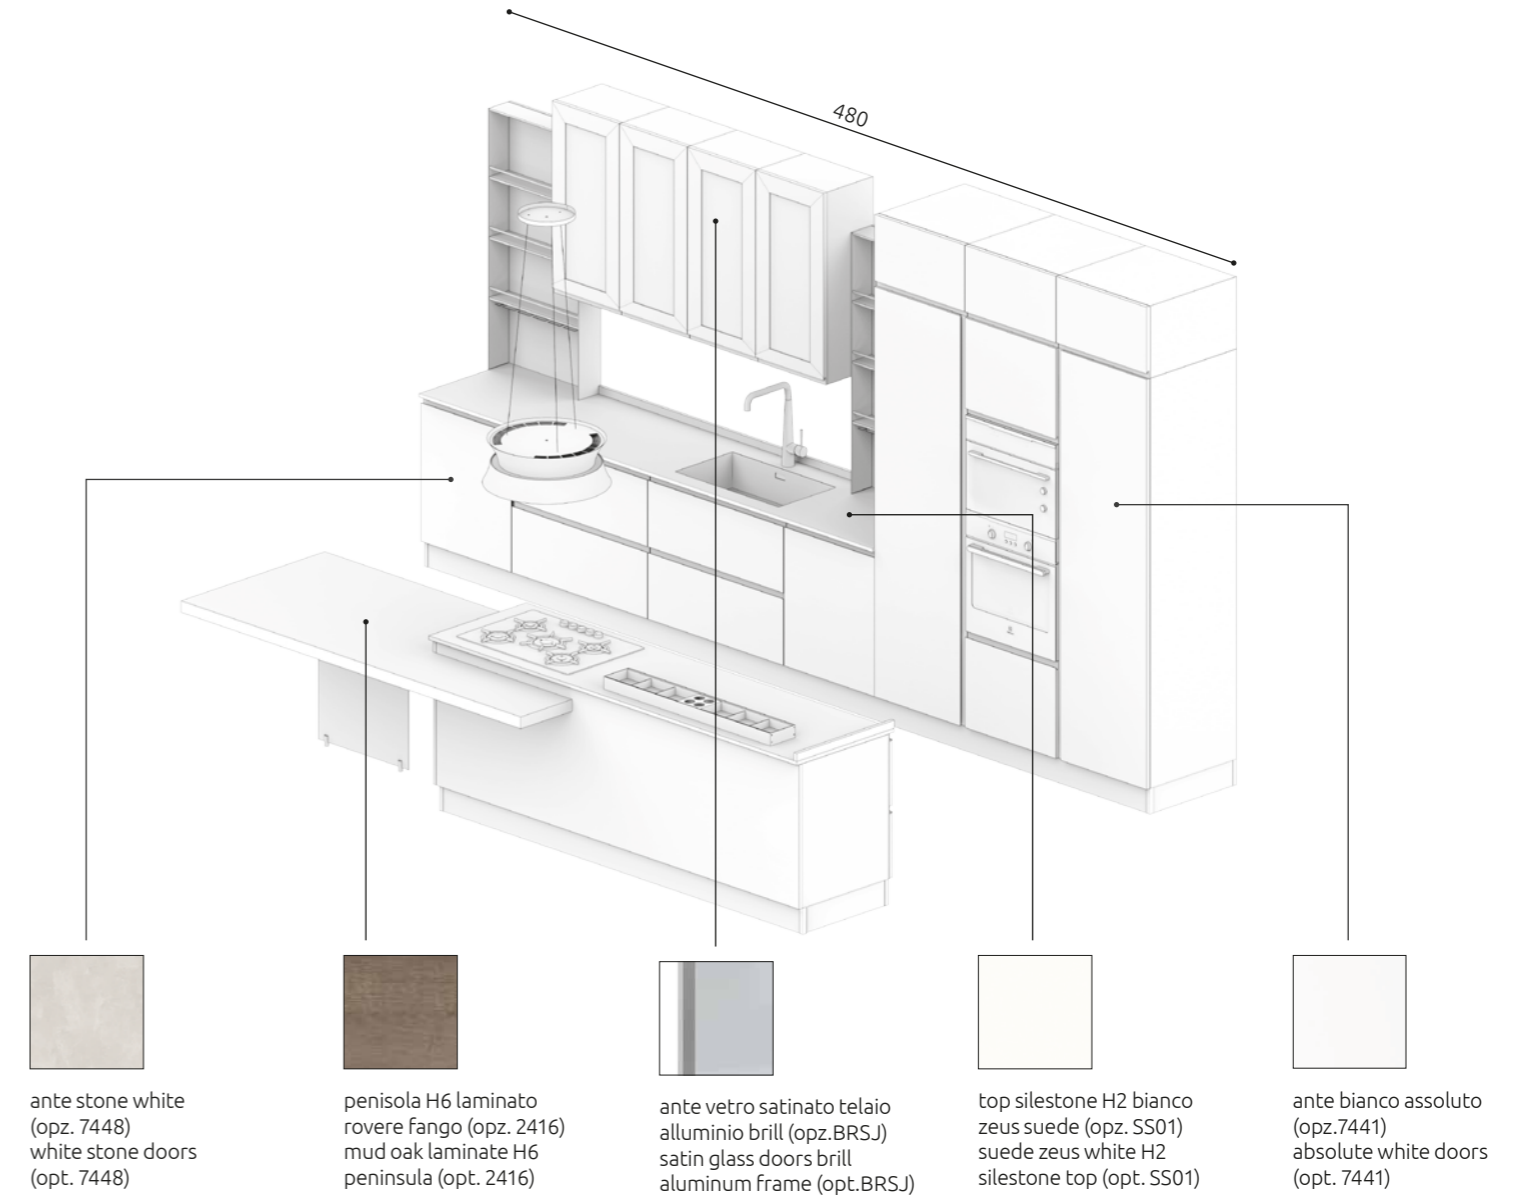 480
ante stone white
(opz. 7448)
white stone doors
(opt. 7448)
penisola H6 laminato
rovere fango (opz. 2416)
mud oak laminate H6
peninsula (opt. 2416)
ante vetro satinato telaio
alluminio brill (opz.BRSJ)
satin glass doors brill
aluminum frame (opt.BRSJ)
top silestone H2 bianco
zeus suede (opz. SS01)
suede zeus white H2
silestone top (opt. SS01)
ante bianco assoluto
(opz.7441)
absolute white doors
(opt. 7441)